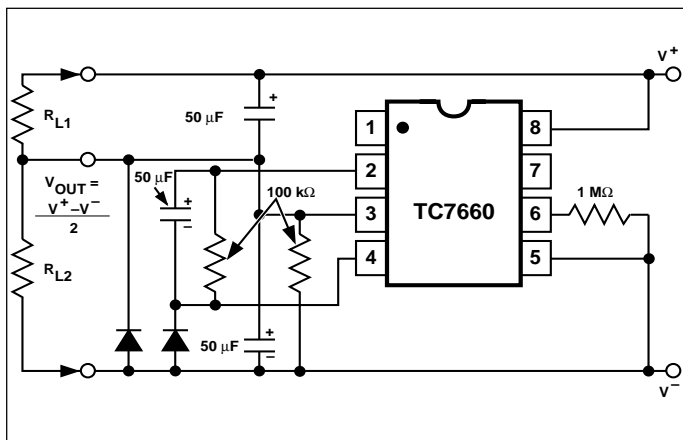 V+
R L1
50 µF
+
1
8
VOUT =
V+–V–
2
50 µF
+
–
100 kΩ
2
7
TC7660
1 MΩ
3
6
RL2
4
5
50 µF
+
–
V–